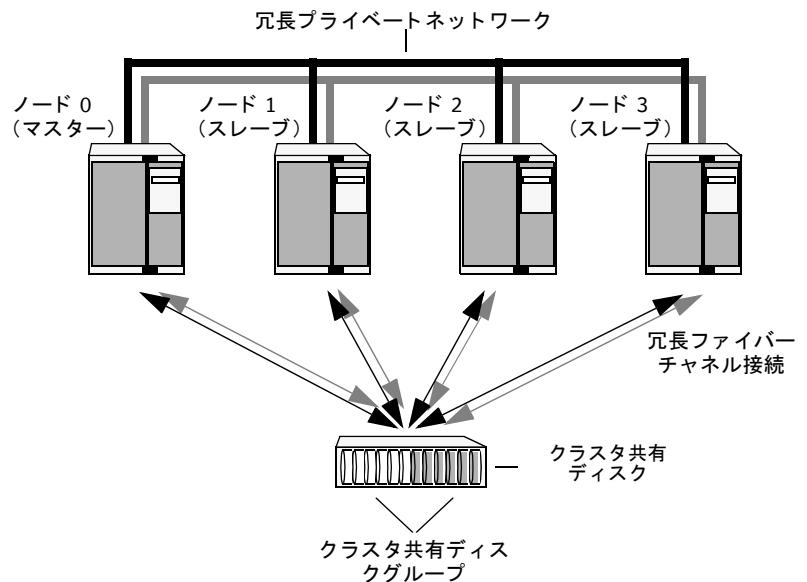 冗長プライベートネットワーク
ノード 0
（マスター）
ノード 1
（スレーブ）
ノード 2
（スレーブ）
ノード 3
（スレーブ）
冗長ファイバー
チャネル接続
クラスタ共有
ディスク
クラスタ共有ディス
クグループ